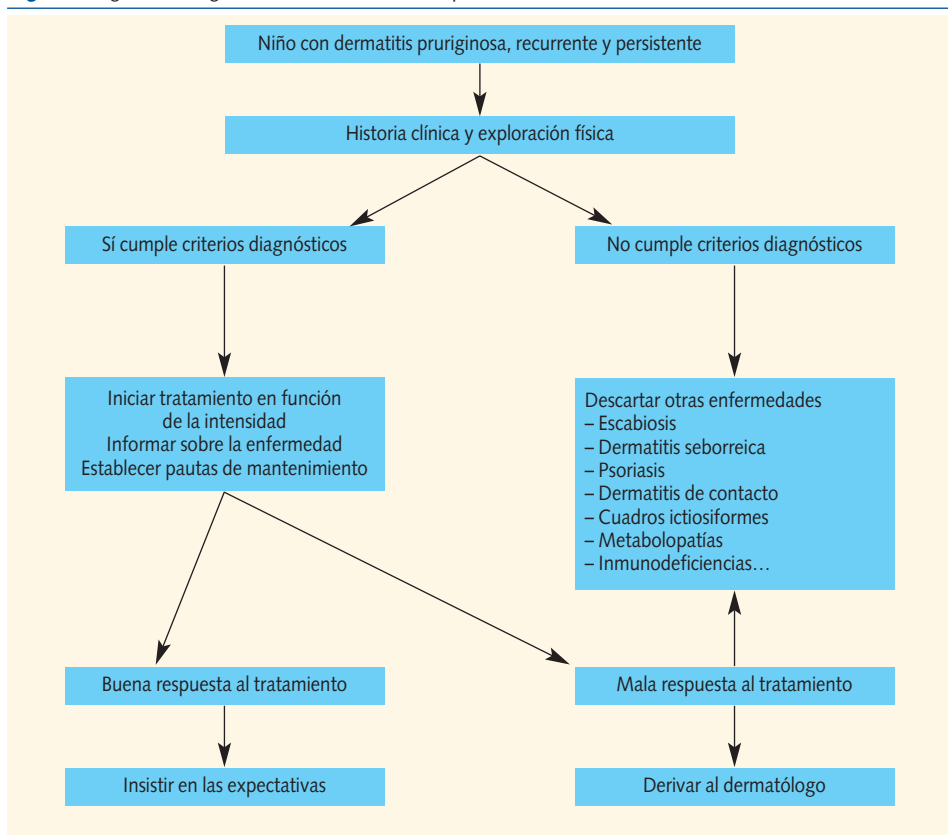 Niño con dermatitis pruriginosa, recurrente y persistente
Historia clínica y exploración física
Sí cumple criterios diagnósticos
No cumple criterios diagnósticos
Iniciar tratamiento en función
de la intensidad
Informar sobre la enfermedad
Establecer pautas de mantenimiento
Descartar otras enfermedades
– Escabiosis
– Dermatitis seborreica
– Psoriasis
– Dermatitis de contacto
– Cuadros ictiosiformes
– Metabolopatías
– Inmunodeficiencias…
Buena respuesta al tratamiento
Mala respuesta al tratamiento
Insistir en las expectativas
Derivar al dermatólogo